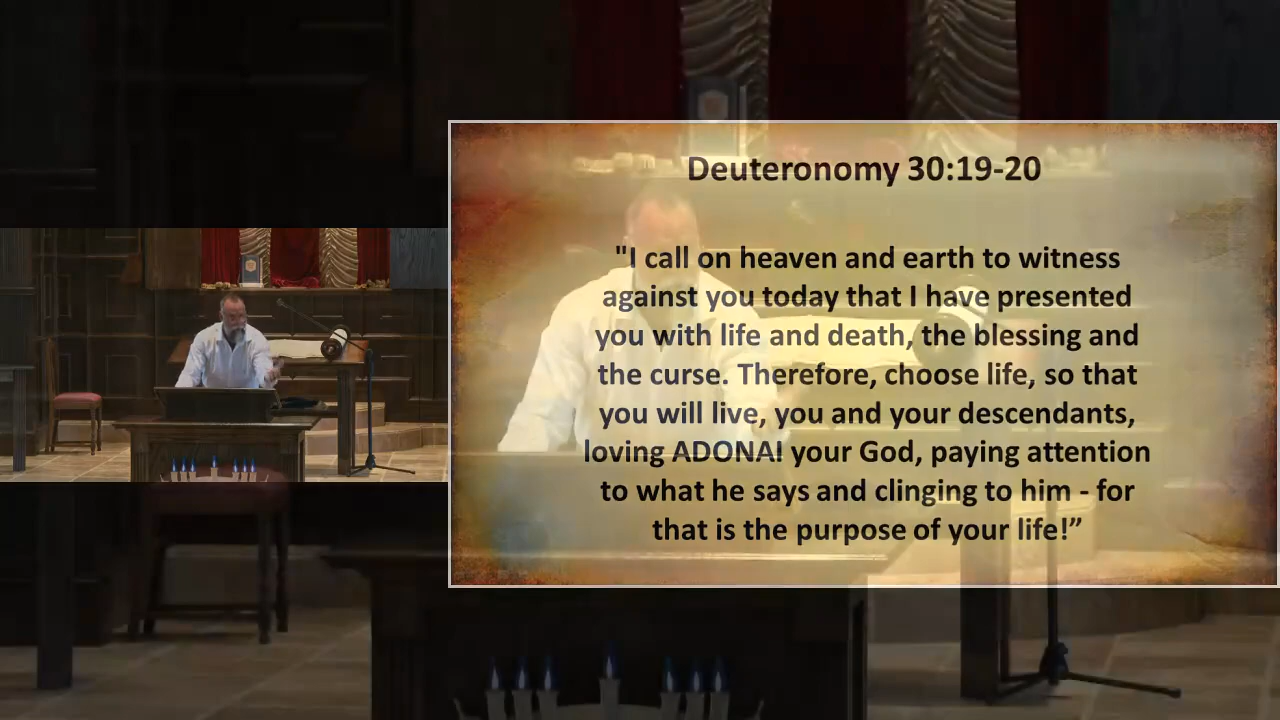 Deuteronomy 30:19-20
"I call on heaven and earth to witness
against you today that I have presented
you with life and death, the blessing and
the curse. Therefore, choose life, so that
you will live, you and your descendants,
loving ADONAI your God, paying attention
to what he says and clinging to him - for
that is the purpose of your life!”